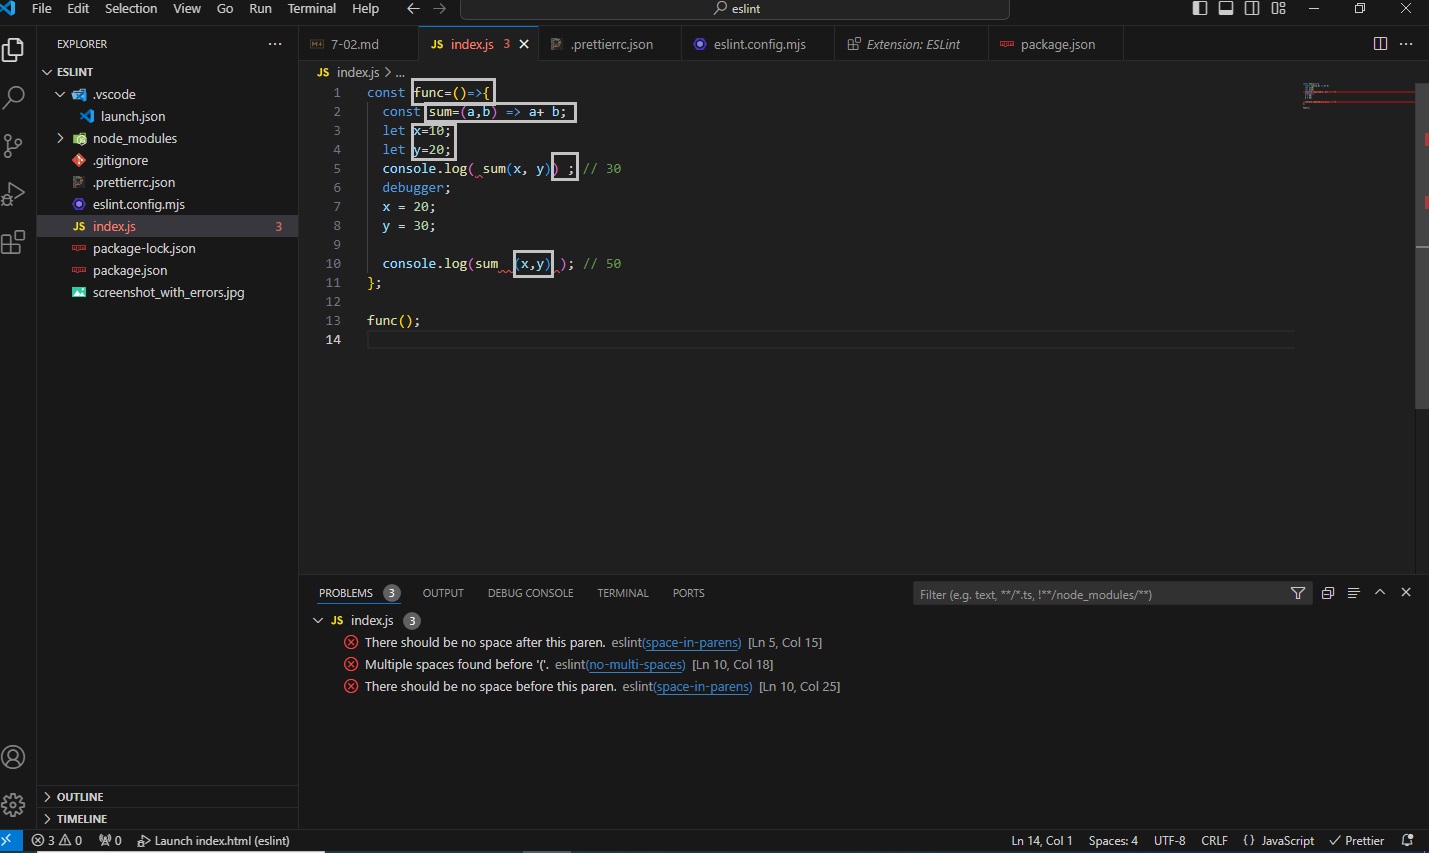 File Edit Selection View Go Run Terminal Help
eslint
EXPLORER
ESLINT
.vscode
launch.json
node_modules
.gitignore
.prettierrc.json
eslint.config.mjs
JS index.js 3
package-lock.json
package.json
screenshot_with_errors.jpg
OUTLINE
TIMELINE
7-02.md
JS index.js 3
.prettierrc.json
eslint.config.mjs
Extension: ESLint
package.json
JS index.js > ...
1 const func=()=>{
2 const sum=(a,b) => a+ b;
3 let x=10;
4 let y=20;
5 console.log( sum(x, y)) ; // 30
6 debugger;
7 x = 20;
8 y = 30;
9
10 console.log(sum  (x,y) ); // 50
11 };
12
13 func();
14
PROBLEMS 3 OUTPUT DEBUG CONSOLE TERMINAL PORTS
Filter (e.g. text, **/*.ts, !**/node_modules/**)
JS index.js 3
There should be no space after this paren. eslint(space-in-parens) [Ln 5, Col 15]
Multiple spaces found before '('. eslint(no-multi-spaces) [Ln 10, Col 18]
There should be no space before this paren. eslint(space-in-parens) [Ln 10, Col 25]
3 0 0 Launch index.html (eslint) Ln 14, Col 1 Spaces: 4 UTF-8 CRLF {} JavaScript Prettier